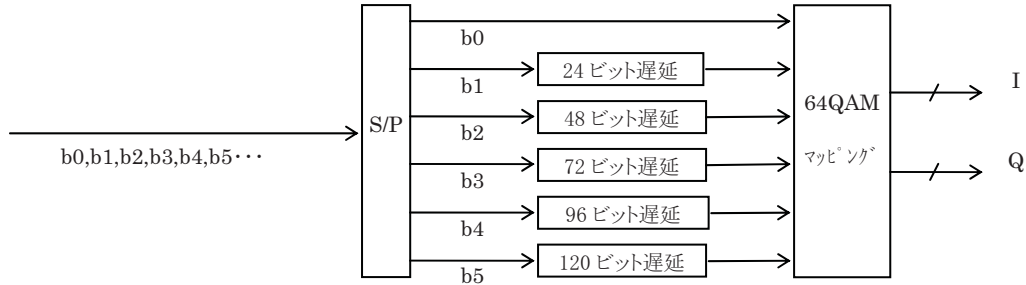 b0
24 ビット遅延
b1
I
64QAM
48 ビット遅延
S/P
b2
b0,b1,b2,b3,b4,b5・・・
マッピング
72 ビット遅延
Q
b3
96 ビット遅延
b4
120 ビット遅延
b5